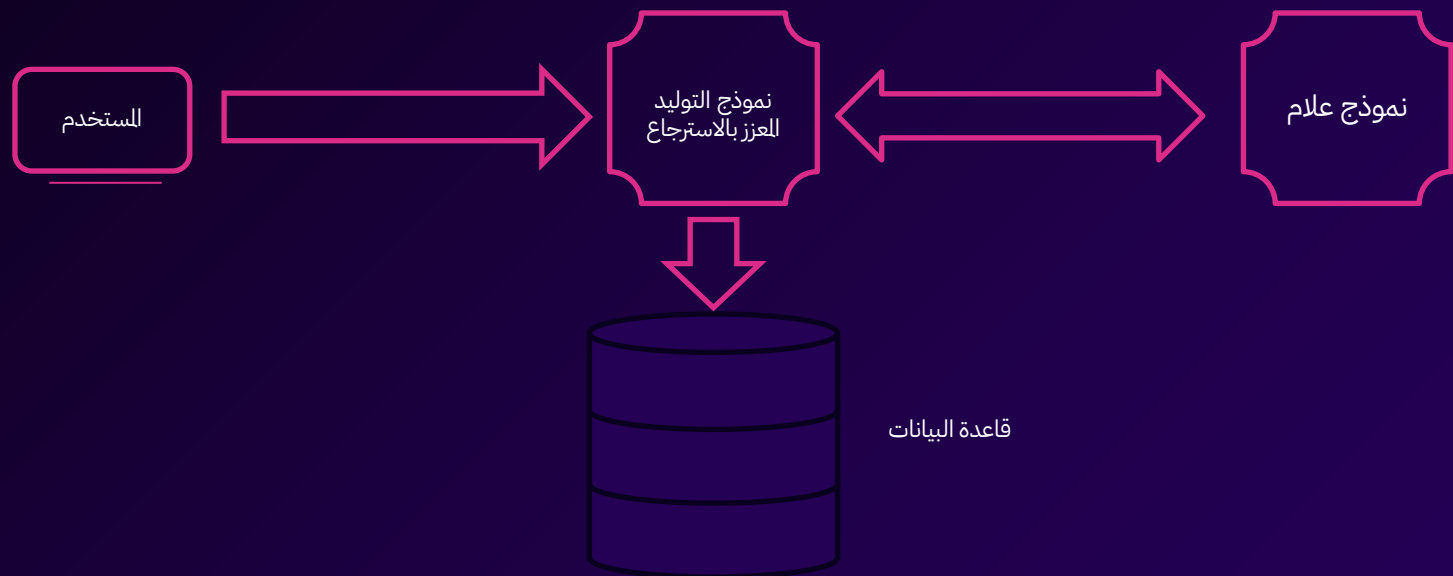 المستخدم
نموذج التوليد
المعزز بالاسترجاع
نموذج علام
قاعدة البيانات